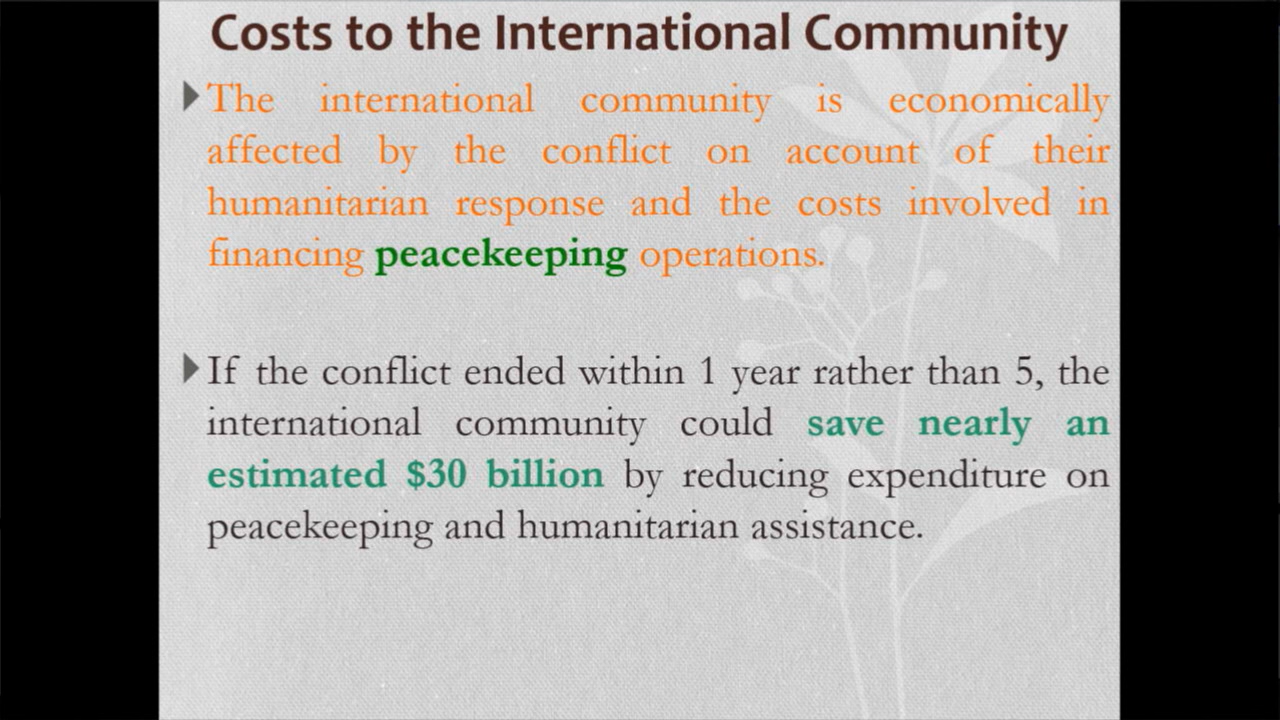 Costs to the International Community
The international community is economically
affected by the conflict on account of their
humanitarian response and the costs involved in
financing peacekeeping operations.
If the conflict ended within 1 year rather than 5, the
international community could save nearly an
estimated $30 billion by reducing expenditure on
peacekeeping and humanitarian assistance.